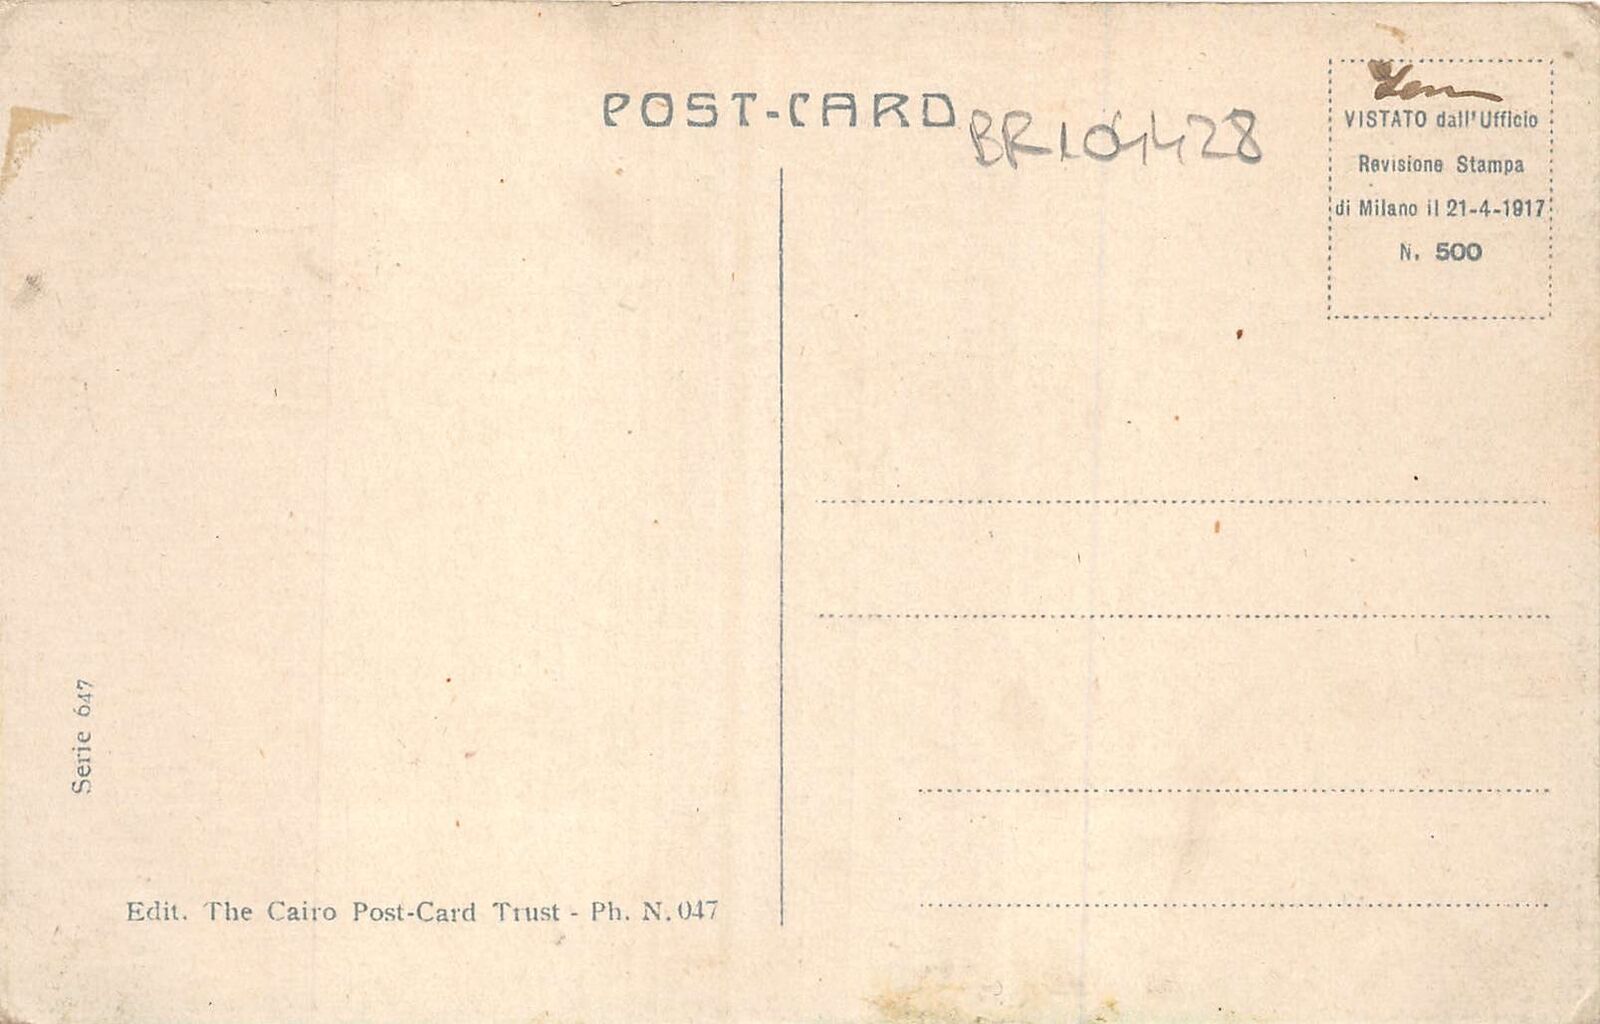 POST-CARD
BR104428
VISTATO dall'Ufficio
Revisione Stampa
di Milano il 21-4-1917
N. 500
Serie 647
Edit. The Cairo Post-Card Trust - Ph. N. 047